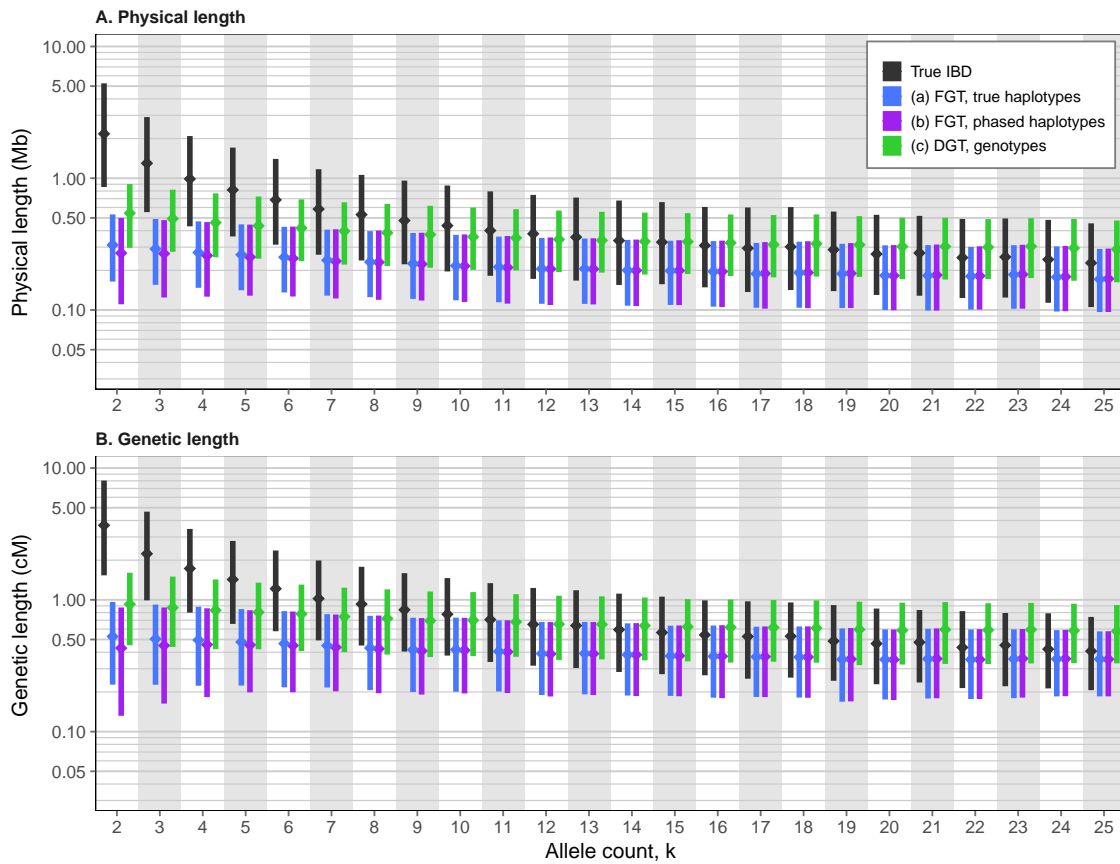 A. Physical length
Physical length (Mb)
10.00
5.00
1.00
0.50
0.10
0.05
True IBD
(a) FGT, true haplotypes
(b) FGT, phased haplotypes
(c) DGT, genotypes
2 3 4 5 6 7 8 9 10 11 12 13 14 15 16 17 18 19 20 21 22 23 24 25
B. Genetic length
Genetic length (cM)
10.00
5.00
1.00
0.50
0.10
0.05
2 3 4 5 6 7 8 9 10 11 12 13 14 15 16 17 18 19 20 21 22 23 24 25
Allele count, k